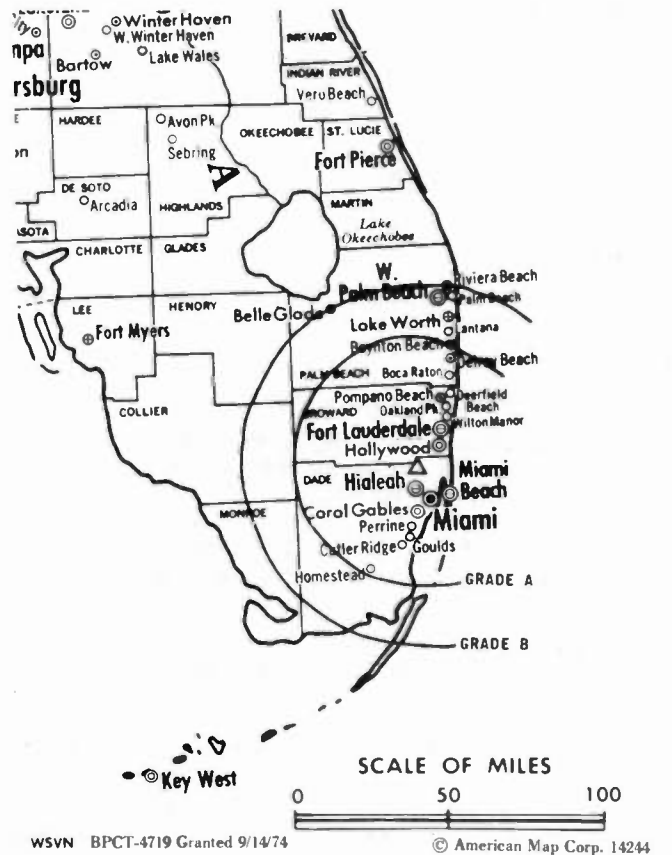 Winter Haven
W. Winter Haven
Lake Wales
Bartow
mpa
rsburg
BREVARD
INDIAN RIVER
Vero Beach
HARDEE
Avon Pk
Sebring
OKEECHOBEE
ST. LUCIE
Fort Pierce
on
A
DE SOTO
Arcadia
HIGHLANDS
MARTIN
ASOTA
Lake
Okeechobee
CHARLOTTE
GLADES
W.
Palm Beach
Riviera Beach
Palm Beach
LEE
HENDRY
Belle Glade
Fort Myers
Lake Worth
Lantana
Boynton Beach
Delray Beach
PALM BEACH
Boca Raton
COLLIER
Pompano Beach
Deerfield
Beach
BROWARD
Oakland Pk
Wilton Manor
Fort Lauderdale
Hollywood
DADE
Hialeah
Miami
Beach
MONROE
Coral Gables
Miami
Perrine
Cutler Ridge
Goulds
Homestead
GRADE A
GRADE B
Key West
SCALE OF MILES
0 50 100
WSVN BPCT-4719 Granted 9/14/74
© American Map Corp. 14244